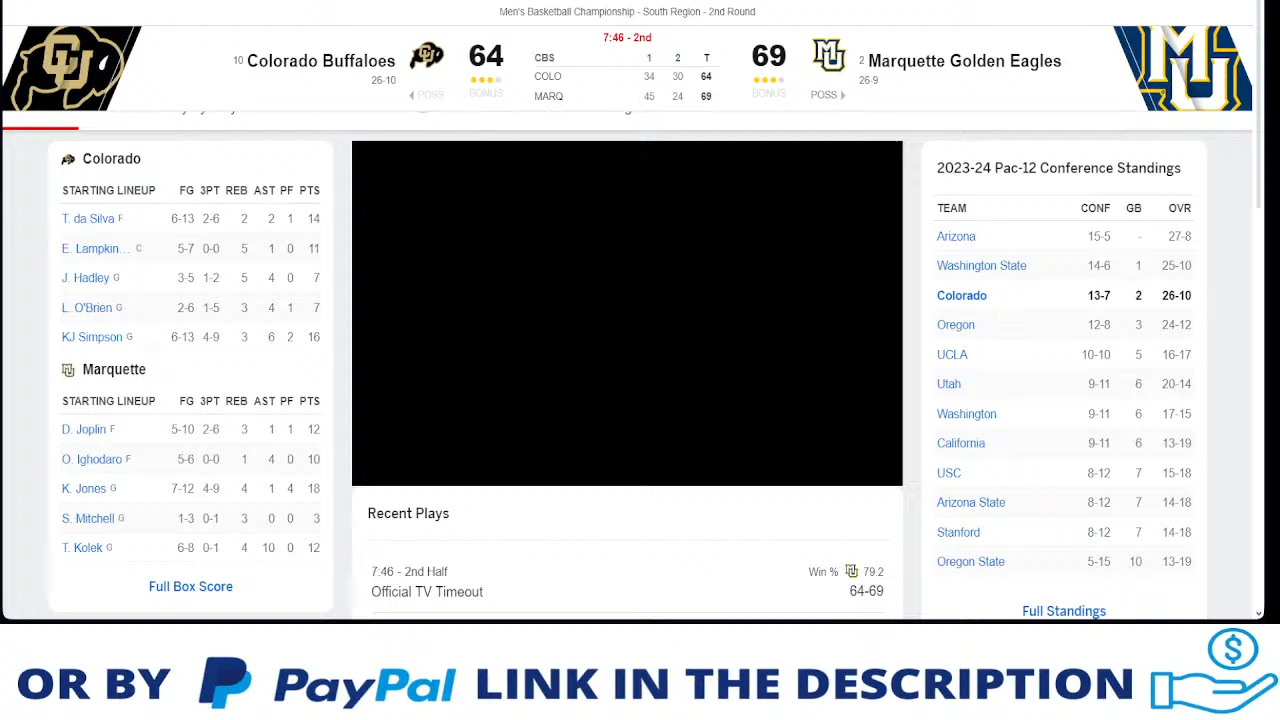 Men's Basketball Championship - South Region - 2nd Round
10 Colorado Buffaloes
26-10
64
BONUS
POSS
7:46 - 2nd
CBS 1 2 T
COLO 34 30 64
MARQ 45 24 69
69
BONUS
2 Marquette Golden Eagles
26-9
POSS
Colorado
STARTING LINEUP FG 3PT REB AST PF PTS
T. da Silva F 6-13 2-6 2 2 1 14
E. Lampkin... C 5-7 0-0 5 1 0 11
J. Hadley G 3-5 1-2 5 4 0 7
L. O'Brien G 2-6 1-5 3 4 1 7
KJ Simpson G 6-13 4-9 3 6 2 16
Marquette
STARTING LINEUP FG 3PT REB AST PF PTS
D. Joplin F 5-10 2-6 3 1 1 12
O. Ighodaro F 5-6 0-0 1 4 0 10
K. Jones G 7-12 4-9 4 1 4 18
S. Mitchell G 1-3 0-1 3 0 0 3
T. Kolek G 6-8 0-1 4 10 0 12
Full Box Score
Recent Plays
7:46 - 2nd Half
Official TV Timeout
Win % MU 79.2
64-69
2023-24 Pac-12 Conference Standings
TEAM CONF GB OVR
Arizona 15-5 - 27-8
Washington State 14-6 1 25-10
Colorado 13-7 2 26-10
Oregon 12-8 3 24-12
UCLA 10-10 5 16-17
Utah 9-11 6 20-14
Washington 9-11 6 17-15
California 9-11 6 13-19
USC 8-12 7 15-18
Arizona State 8-12 7 14-18
Stanford 8-12 7 14-18
Oregon State 5-15 10 13-19
Full Standings
OR BY PayPal LINK IN THE DESCRIPTION